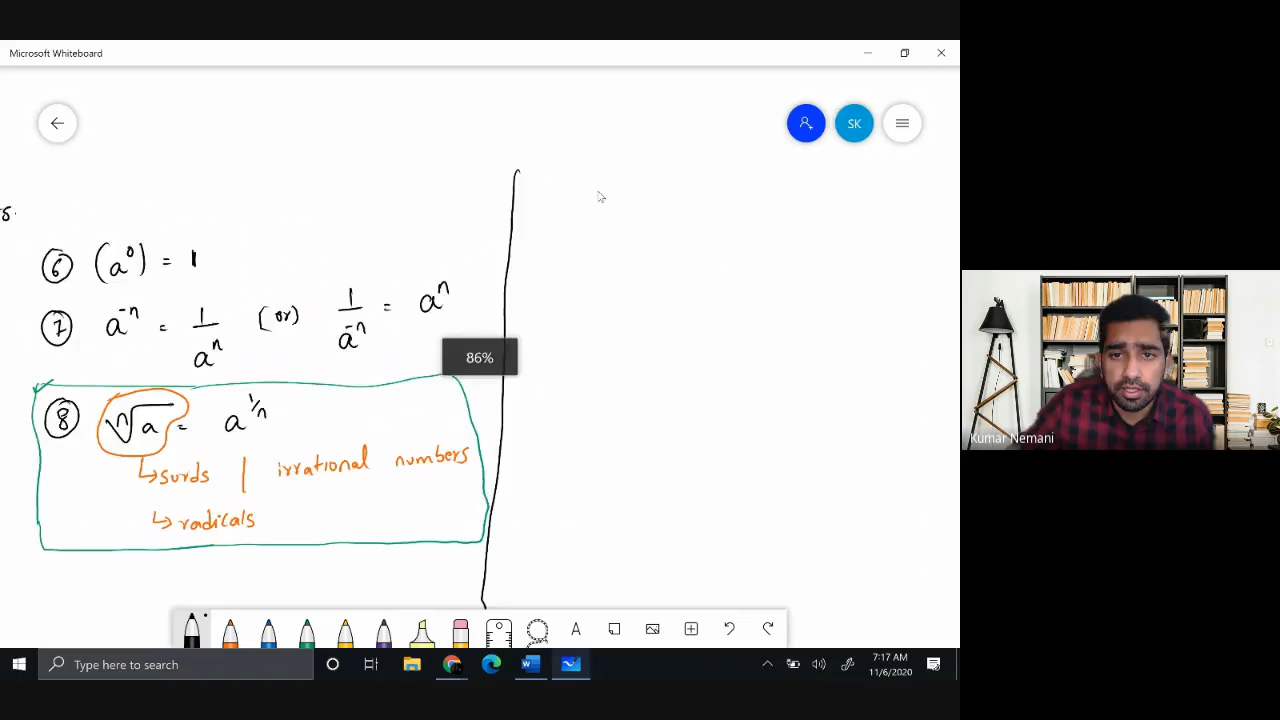 Microsoft Whiteboard
SK
s.
⑥ (a⁰) = 1
⑦ a⁻ⁿ = 1/aⁿ (or) 1/a⁻ⁿ = aⁿ
86%
⑧ ⁿ√a = a^(1/n)
↳ surds | irrational numbers
↳ radicals
Kumar Nemani
A
Type here to search
7:17 AM
11/6/2020